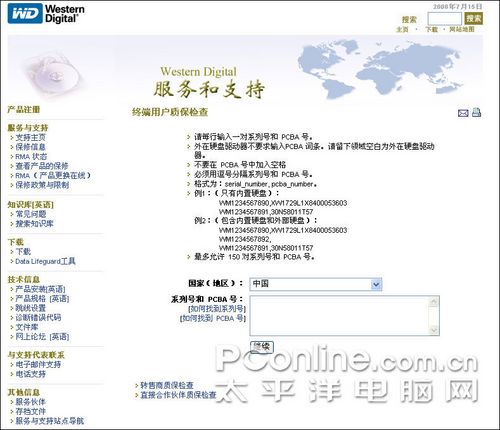 WD Western Digital®
2008年7月15日
搜索 搜索
主页 · 下载 · 网站地图
Western Digital
服务和支持
产品注册
服务与支持
支持主页
保修信息
RMA 状态
查看产品的保修
RMA（产品更换在线）
保修政策与限制
知识库[英语]
常见问题
搜索知识库
下载
下载
Data Lifeguard工具
技术信息
产品安装[英语]
产品规格 [英语]
跳线设置
诊断错误代码
文件库
网上论坛 [英语]
与支持代表联系
电子邮件支持
电话支持
其他信息
服务伙伴
存档文件
服务与支持站点导航
终端用户质保检查
请每行输入一对系列号和 PCBA 号。
外在硬盘驱动器不要求输入PCBA 词条。请留下领域空白为外在硬盘驱动
器。
不要在 PCBA 号中加入空格
必须用逗号分隔系列号和 PCBA 号。
格式为：serial_number, pcba_number。
例1：（只有内置硬盘）：
WM1234567890,XW1729L1X8400053603
WM1234567891,30N58011T57
例2：（包含内置硬盘和外部硬盘）：
WM1234567890,XW1729L1X8400053603
WM1234567892,
WM1234567891,30N58011T57
最多允许 150 对系列号和 PCBA 号。
国家（地区）： 中国
系列号和 PCBA 号：
[如何找到系列号]
[如何找到 PCBA 号]
继续
转售商质保检查
直接合作伙伴质保检查
PConline.com.cn
太平洋电脑网